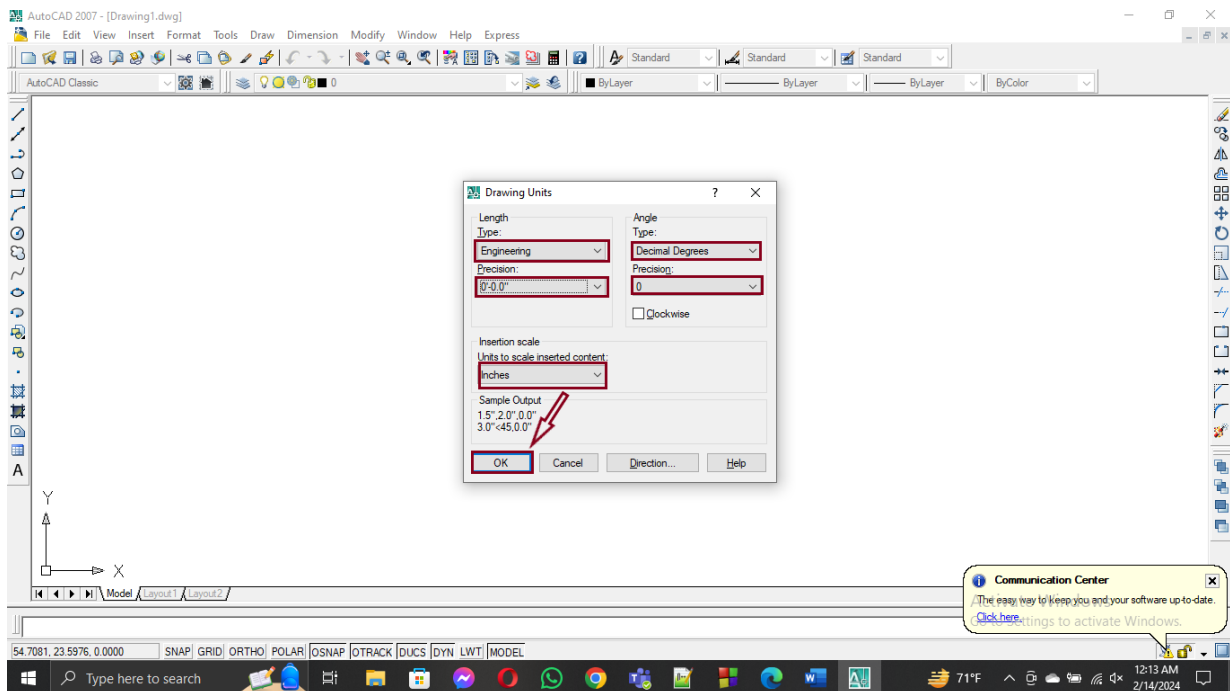 AutoCAD 2007 - [Drawing1.dwg]
File Edit View Insert Format Tools Draw Dimension Modify Window Help Express
Standard Standard Standard
AutoCAD Classic 0 ByLayer ByLayer ByLayer ByColor
Drawing Units ?
Length
Type:
Engineering
Precision:
0'-0.0"
Angle
Type:
Decimal Degrees
Precision:
0
Clockwise
Insertion scale
Units to scale inserted content:
Inches
Sample Output
1.5",2.0",0.0"
3.0"<45,0.0"
OK Cancel Direction... Help
A
Y
X
Model Layout1 Layout2
Communication Center
The easy way to keep you and your software up-to-date.
Click here.
Activate Windows
Go to Settings to activate Windows.
54.7081, 23.5976, 0.0000 SNAP GRID ORTHO POLAR OSNAP OTRACK DUCS DYN LWT MODEL
Type here to search
71°F
12:13 AM
2/14/2024